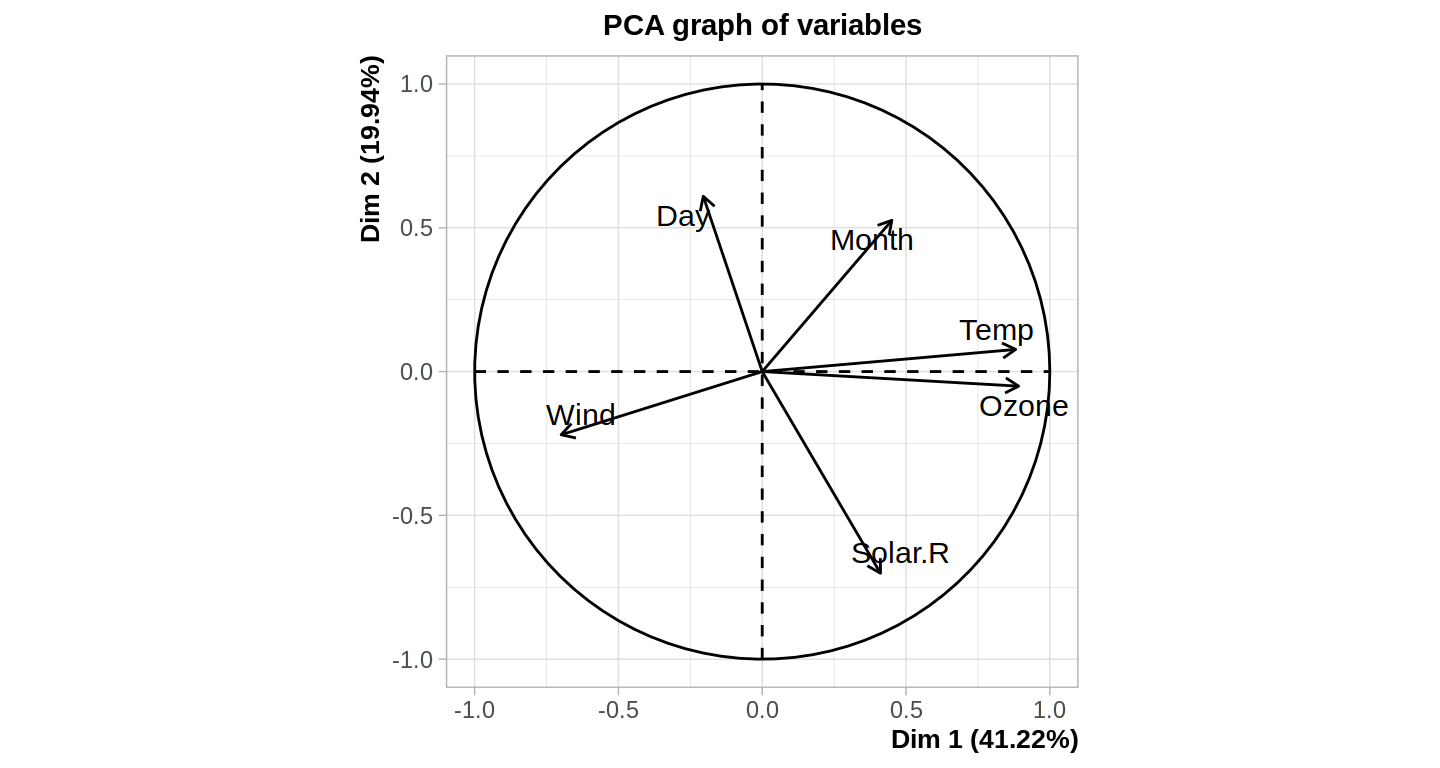 PCA graph of variables
Dim 2 (19.94%)
1.0
0.5
0.0
-0.5
-1.0
Day
Month
Temp
Ozone
Wind
Solar.R
-1.0
-0.5
0.0
0.5
1.0
Dim 1 (41.22%)